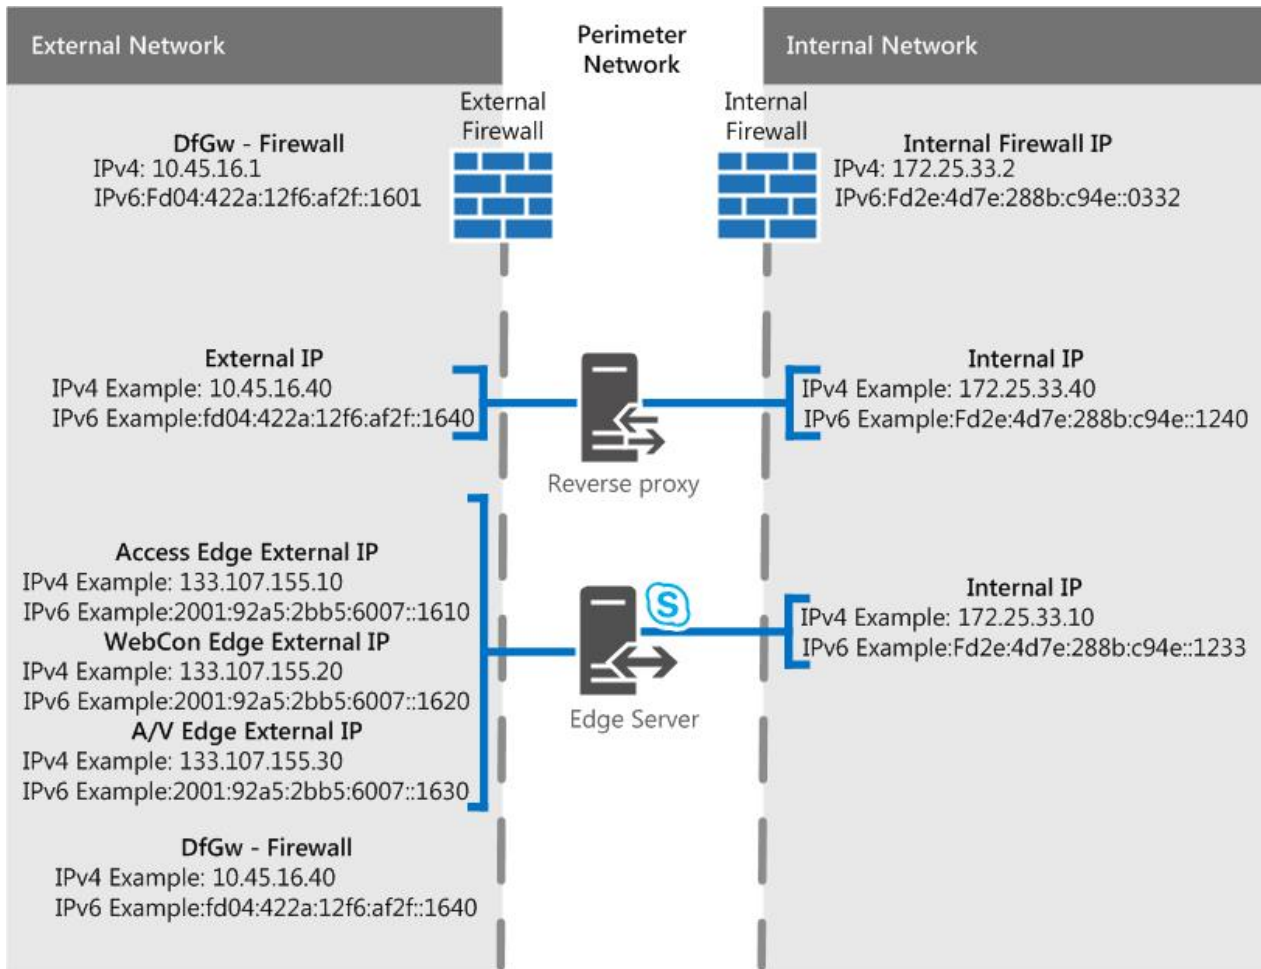 External Network
Perimeter
Network
Internal Network
External
Firewall
Internal
Firewall
DfGw - Firewall
IPv4: 10.45.16.1
IPv6:Fd04:422a:12f6:af2f::1601
Internal Firewall IP
IPv4: 172.25.33.2
IPv6:Fd2e:4d7e:288b:c94e::0332
External IP
IPv4 Example: 10.45.16.40
IPv6 Example:fd04:422a:12f6:af2f::1640
Internal IP
IPv4 Example: 172.25.33.40
IPv6 Example:Fd2e:4d7e:288b:c94e::1240
Reverse proxy
Access Edge External IP
IPv4 Example: 133.107.155.10
IPv6 Example:2001:92a5:2bb5:6007::1610
WebCon Edge External IP
IPv4 Example: 133.107.155.20
IPv6 Example:2001:92a5:2bb5:6007::1620
A/V Edge External IP
IPv4 Example: 133.107.155.30
IPv6 Example:2001:92a5:2bb5:6007::1630
S
Internal IP
IPv4 Example: 172.25.33.10
IPv6 Example:Fd2e:4d7e:288b:c94e::1233
Edge Server
DfGw - Firewall
IPv4 Example: 10.45.16.40
IPv6 Example:fd04:422a:12f6:af2f::1640